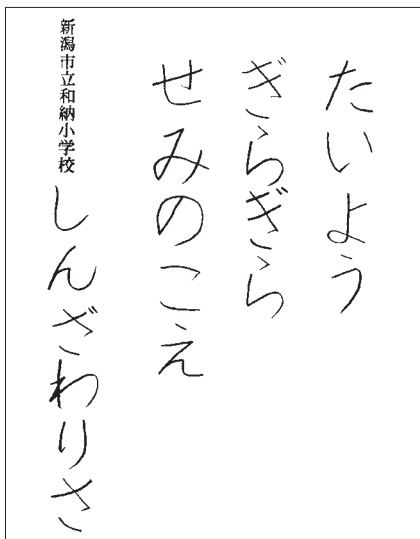 たいよう
ぎらぎら
せみのこえ
新潟市立和納小学校
しんざわりさ